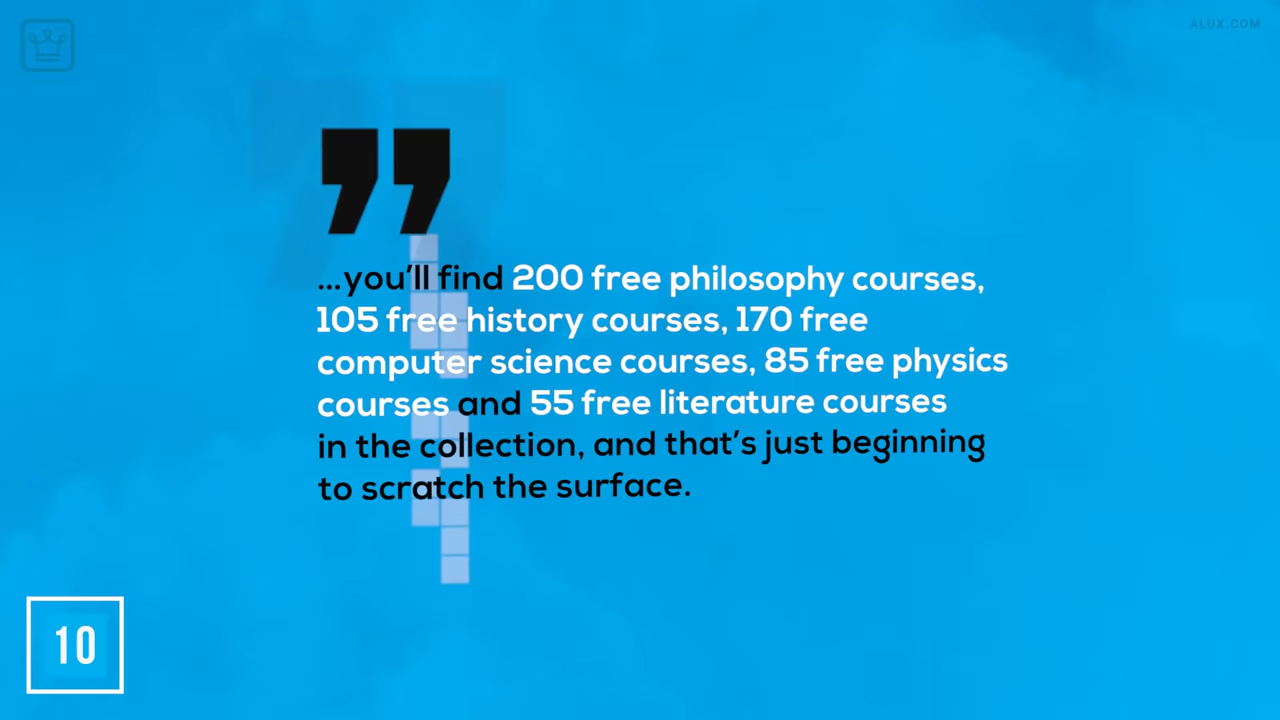 ALUX.COM
”
...you’ll find 200 free philosophy courses,
105 free history courses, 170 free
computer science courses, 85 free physics
courses and 55 free literature courses
in the collection, and that’s just beginning
to scratch the surface.
10